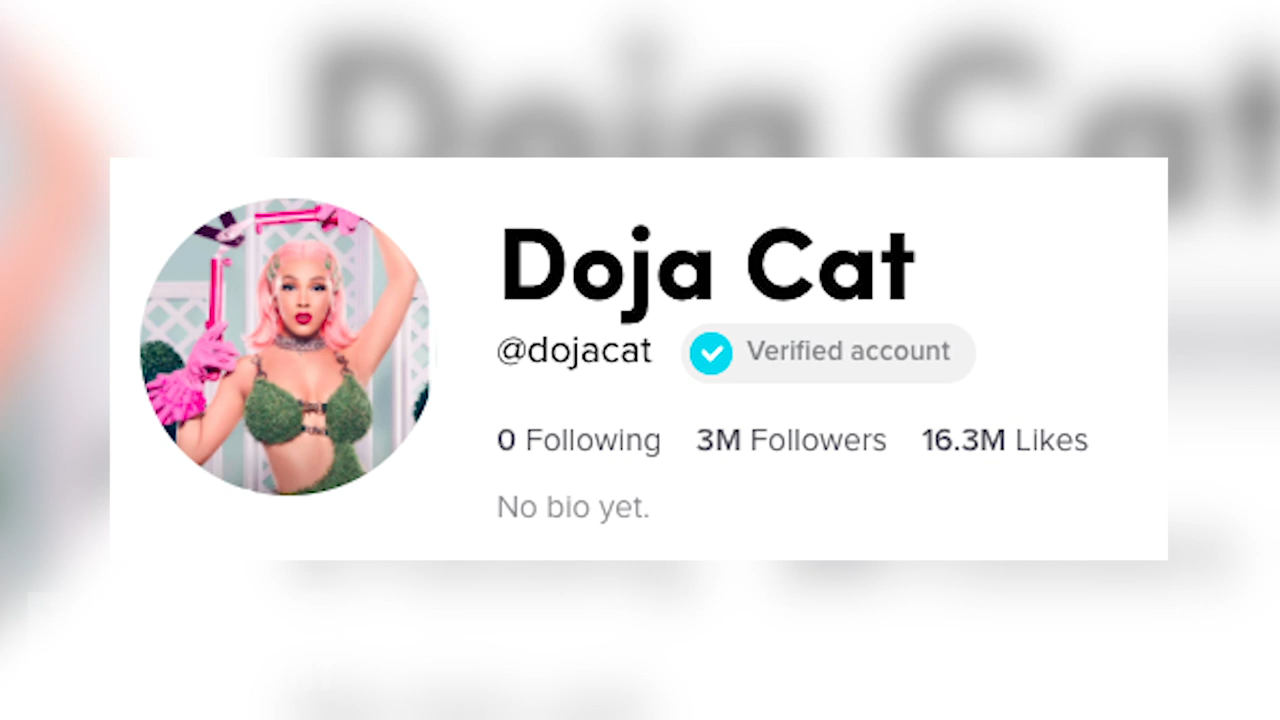 Doja Cat
@dojacat Verified account
0 Following 3M Followers 16.3M Likes
No bio yet.